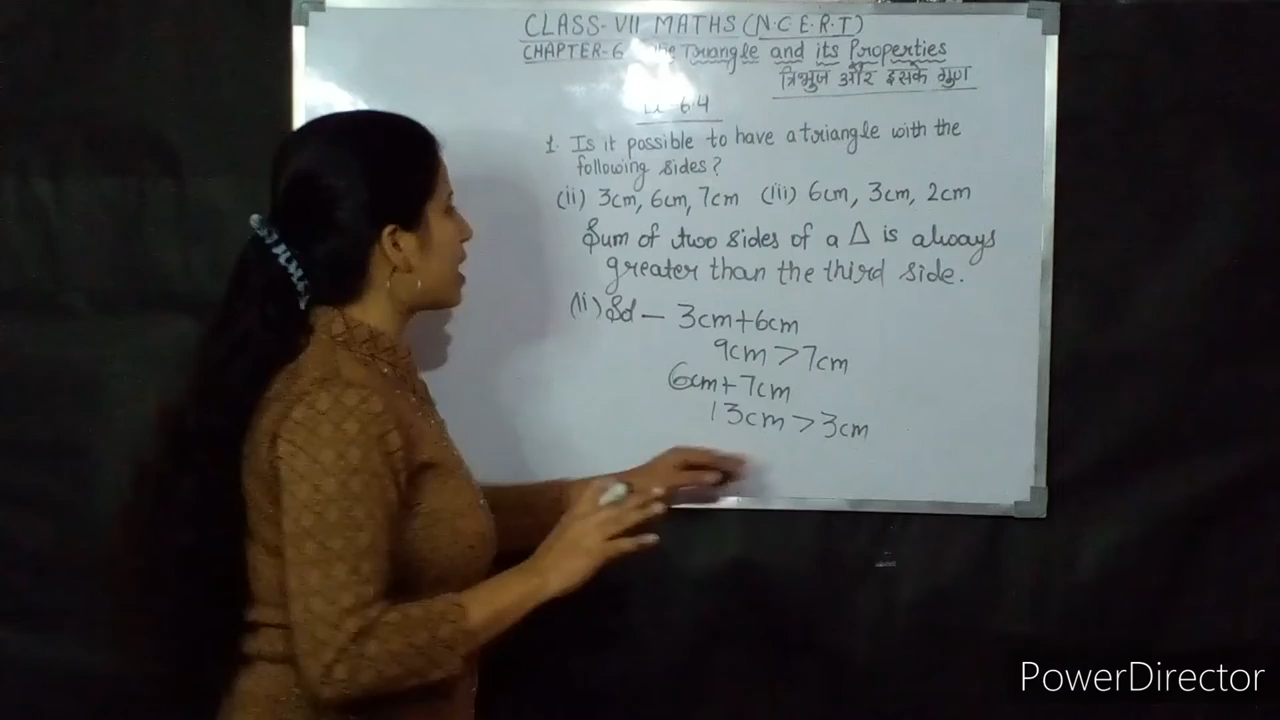 CLASS-VII MATHS (N.C.E.R.T)
CHAPTER-6 The Triangle and its Properties
त्रिभुज और इसके गुण
6.4
1. Is it possible to have a triangle with the
following sides?
(ii) 3cm, 6cm, 7cm (iii) 6cm, 3cm, 2cm
Sum of two sides of a Δ is always
greater than the third side.
(ii) Sol - 3cm+6cm
9cm > 7cm
6cm+7cm
13cm > 3cm
PowerDirector